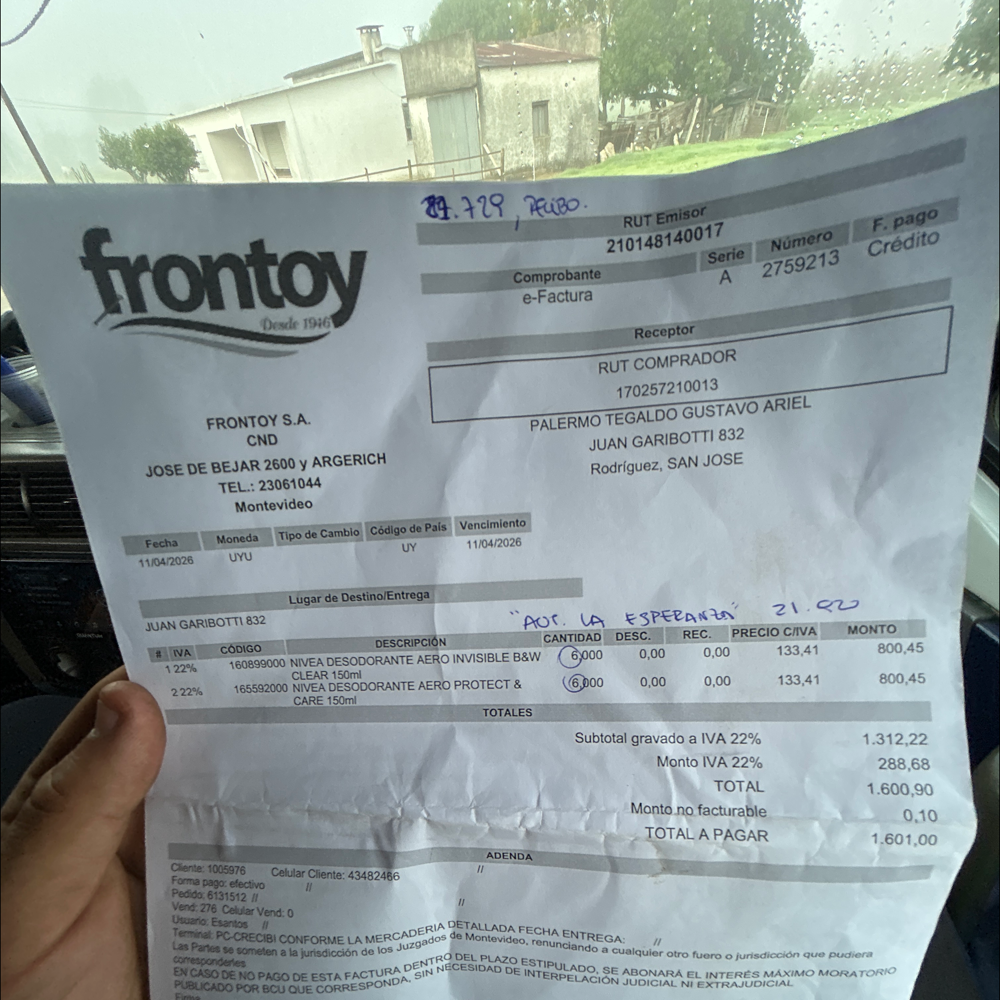 frontoy
Desde 1946
.729, RECIBO.
RUT Emisor
210148140017
Comprobante Serie Número F. pago
e-Factura A 2759213 Crédito
Receptor
RUT COMPRADOR
170257210013
PALERMO TEGALDO GUSTAVO ARIEL
JUAN GARIBOTTI 832
Rodríguez, SAN JOSE
FRONTOY S.A.
CND
JOSE DE BEJAR 2600 y ARGERICH
TEL.: 23061044
Montevideo
Fecha Moneda Tipo de Cambio Código de País Vencimiento
11/04/2026 UYU UY 11/04/2026
Lugar de Destino/Entrega
JUAN GARIBOTTI 832
"AUT. LA ESPERANZA" 21.920
# IVA CÓDIGO DESCRIPCIÓN CANTIDAD DESC. REC. PRECIO C/IVA MONTO
1 22% 160899000 NIVEA DESODORANTE AERO INVISIBLE B&W 6,000 0,00 0,00 133,41 800,45
CLEAR 150ml
2 22% 165592000 NIVEA DESODORANTE AERO PROTECT & 6,000 0,00 0,00 133,41 800,45
CARE 150ml
TOTALES
Subtotal gravado a IVA 22% 1.312,22
Monto IVA 22% 288,68
TOTAL 1.600,90
Monto no facturable 0,10
TOTAL A PAGAR 1.601,00
ADENDA
Cliente: 1005976 Celular Cliente: 43482466 //
Forma pago: efectivo //
Pedido: 6131512 // //
Vend: 276 Celular Vend: 0
Usuario: Esantos //
Terminal: PC-CRECIBI CONFORME LA MERCADERIA DETALLADA FECHA ENTREGA: //
Las Partes se someten a la jurisdicción de los Juzgados de Montevideo, renunciando a cualquier otro fuero o jurisdicción que pudiera
corresponderles
EN CASO DE NO PAGO DE ESTA FACTURA DENTRO DEL PLAZO ESTIPULADO, SE ABONARÁ EL INTERÉS MÁXIMO MORATORIO
PUBLICADO POR BCU QUE CORRESPONDA, SIN NECESIDAD DE INTERPELACIÓN JUDICIAL NI EXTRAJUDICIAL
Firma